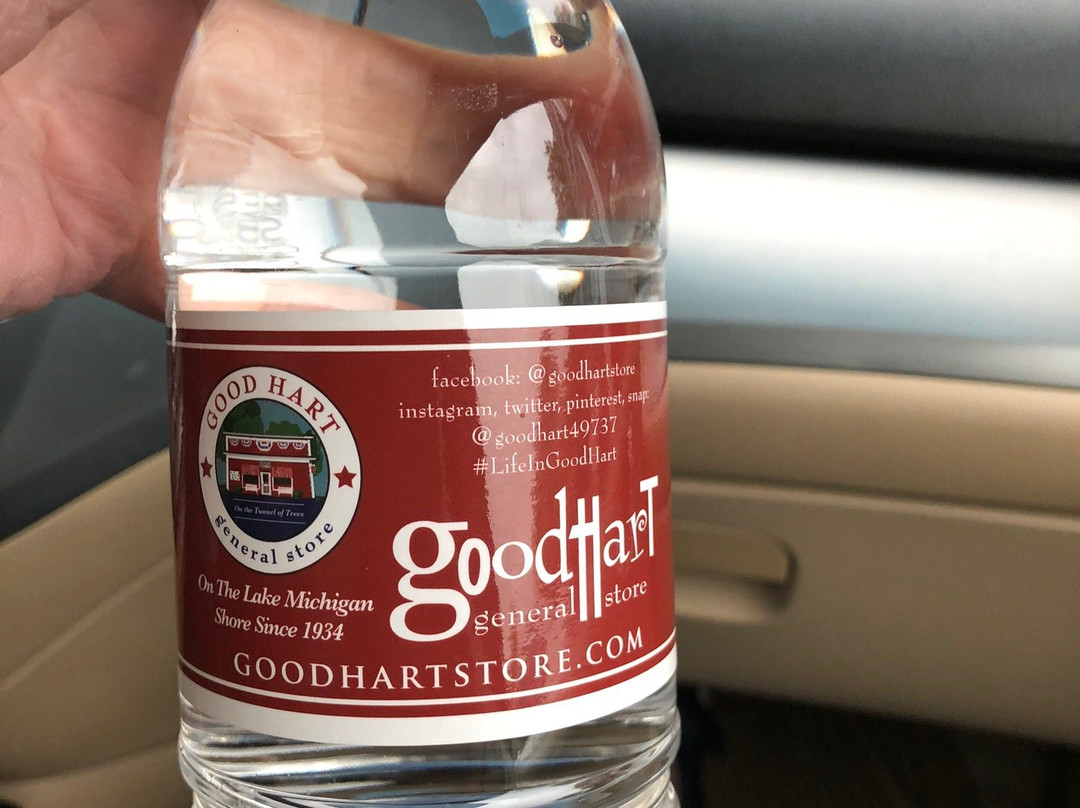 GOOD HART
On the Tunnel of Trees
general store
On The Lake Michigan
Shore Since 1934
facebook: @goodhartstore
instagram, twitter, pinterest,
@goodhart49737
#LifeInGoodHart
goodHarT
general store
GOODHARTSTORE.COM